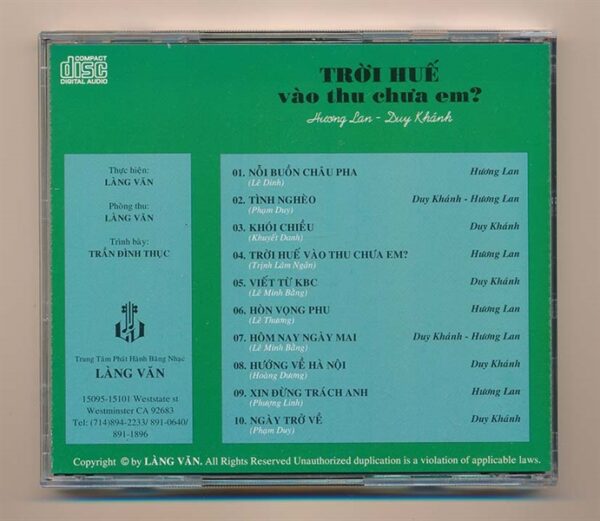 COMPACT
disc
DIGITAL AUDIO
TRỜI HUẾ
vào thu chưa em?
Hương Lan - Duy Khánh
Thực hiện:
LÀNG VĂN
Phòng thu:
LÀNG VĂN
Trình bày:
TRẦN ĐÌNH THỤC
Trung Tâm Phát Hành Băng Nhạc
LÀNG VĂN
15095-15101 Weststate st
Westminster CA 92683
Tel: (714)894-2233/ 891-0640/
891-1896
01. NỖI BUỒN CHÂU PHA Hương Lan
(Lê Dinh)
02. TÌNH NGHÈO Duy Khánh - Hương Lan
(Phạm Duy)
03. KHÓI CHIỀU Duy Khánh
(Khuyết Danh)
04. TRỜI HUẾ VÀO THU CHƯA EM? Hương Lan
(Trịnh Lâm Ngân)
05. VIẾT TỪ KBC Duy Khánh
(Lê Minh Bằng)
06. HÒN VỌNG PHU Hương Lan
(Lê Thương)
07. HÔM NAY NGÀY MAI Duy Khánh - Hương Lan
(Lê Minh Bằng)
08. HƯỚNG VỀ HÀ NỘI Duy Khánh
(Hoàng Dương)
09. XIN ĐỪNG TRÁCH ANH Hương Lan
(Phượng Linh)
10. NGÀY TRỞ VỀ Duy Khánh
(Phạm Duy)
Copyright © by LÀNG VĂN. All Rights Reserved Unauthorized duplication is a violation of applicable laws.